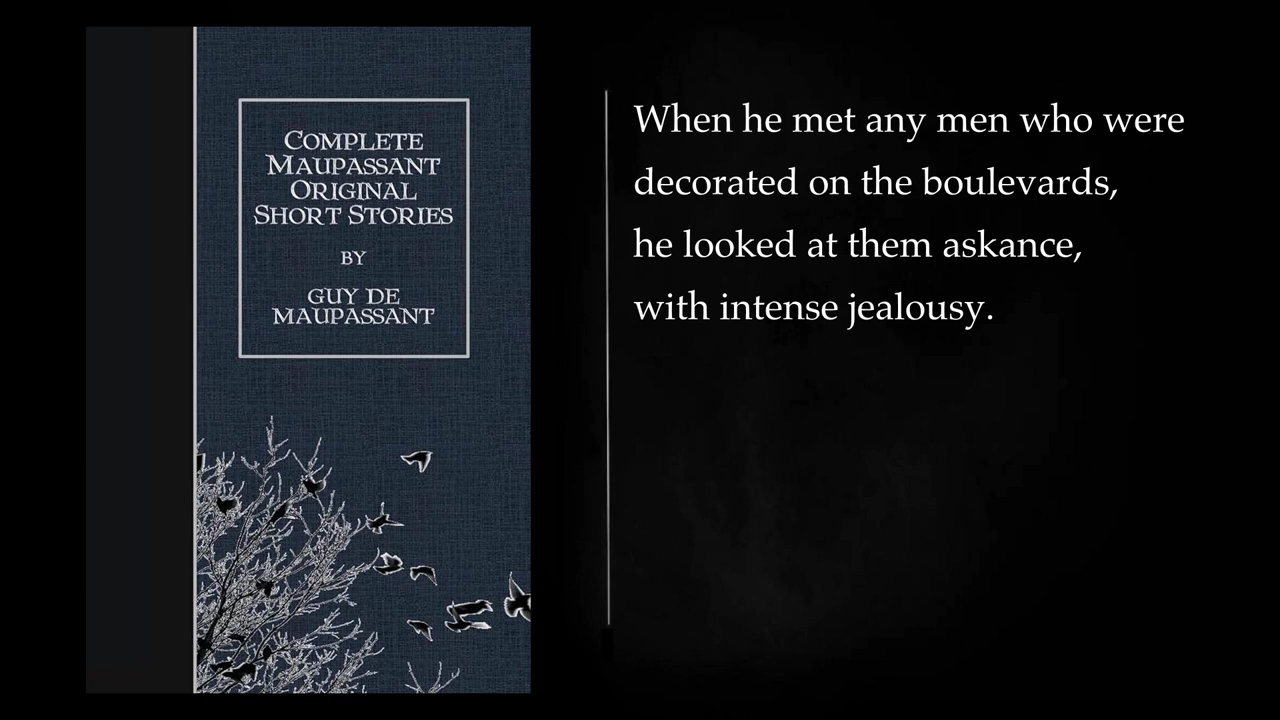 COMPLETE
MAUPASSANT
ORIGINAL
SHORT STORIES
BY
GUY DE
MAUPASSANT
When he met any men who were
decorated on the boulevards,
he looked at them askance,
with intense jealousy.